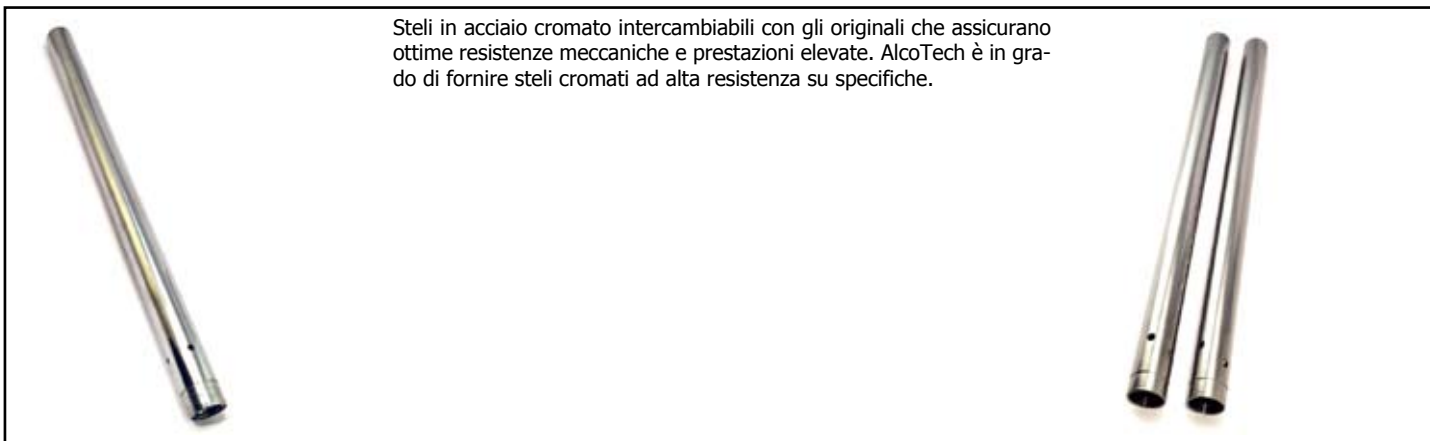 Steli in acciaio cromato intercambiabili con gli originali che assicurano
ottime resistenze meccaniche e prestazioni elevate. AlcoTech è in gra-
do di fornire steli cromati ad alta resistenza su specifiche.